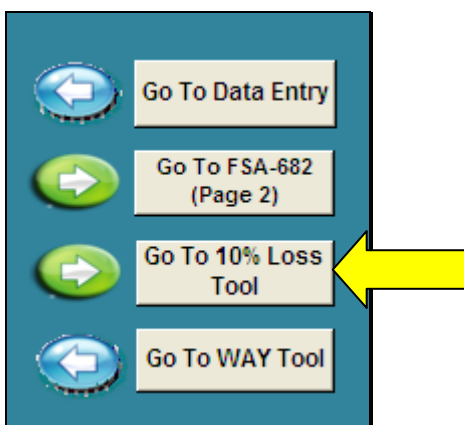 Go To Data Entry
Go To FSA-682
(Page 2)
Go To 10% Loss
Tool
Go To WAY Tool